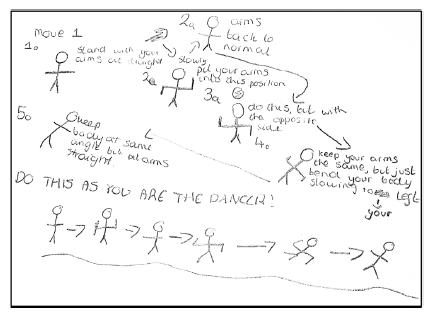 move 1
1.
stand with your
arms out straight
slowly
2a
put your arms
into this position
2a
arms
back to
normal
3a
do this, but with
the opposite
side
4.
keep your arms
the same, but just
bend your body
slowing to left
your
5.
keep
body at same
angle but put arms
straight.
DO THIS AS YOU ARE THE DANCER!